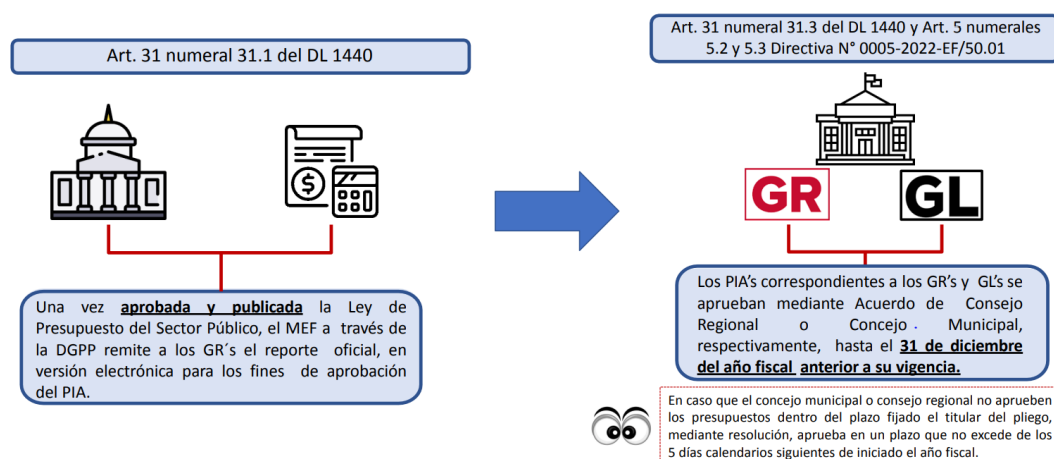 Art. 31 numeral 31.1 del DL 1440
Una vez aprobada y publicada la Ley de
Presupuesto del Sector Público, el MEF a través de
la DGPP remite a los GR´s el reporte oficial, en
versión electrónica para los fines de aprobación
del PIA.
Art. 31 numeral 31.3 del DL 1440 y Art. 5 numerales
5.2 y 5.3 Directiva N° 0005-2022-EF/50.01
GR
GL
Los PIA's correspondientes a los GR's y GL's se
aprueban mediante Acuerdo de Consejo
Regional o Concejo Municipal,
respectivamente, hasta el 31 de diciembre
del año fiscal anterior a su vigencia.
En caso que el concejo municipal o consejo regional no aprueben
los presupuestos dentro del plazo fijado el titular del pliego,
mediante resolución, aprueba en un plazo que no excede de los
5 días calendarios siguientes de iniciado el año fiscal.